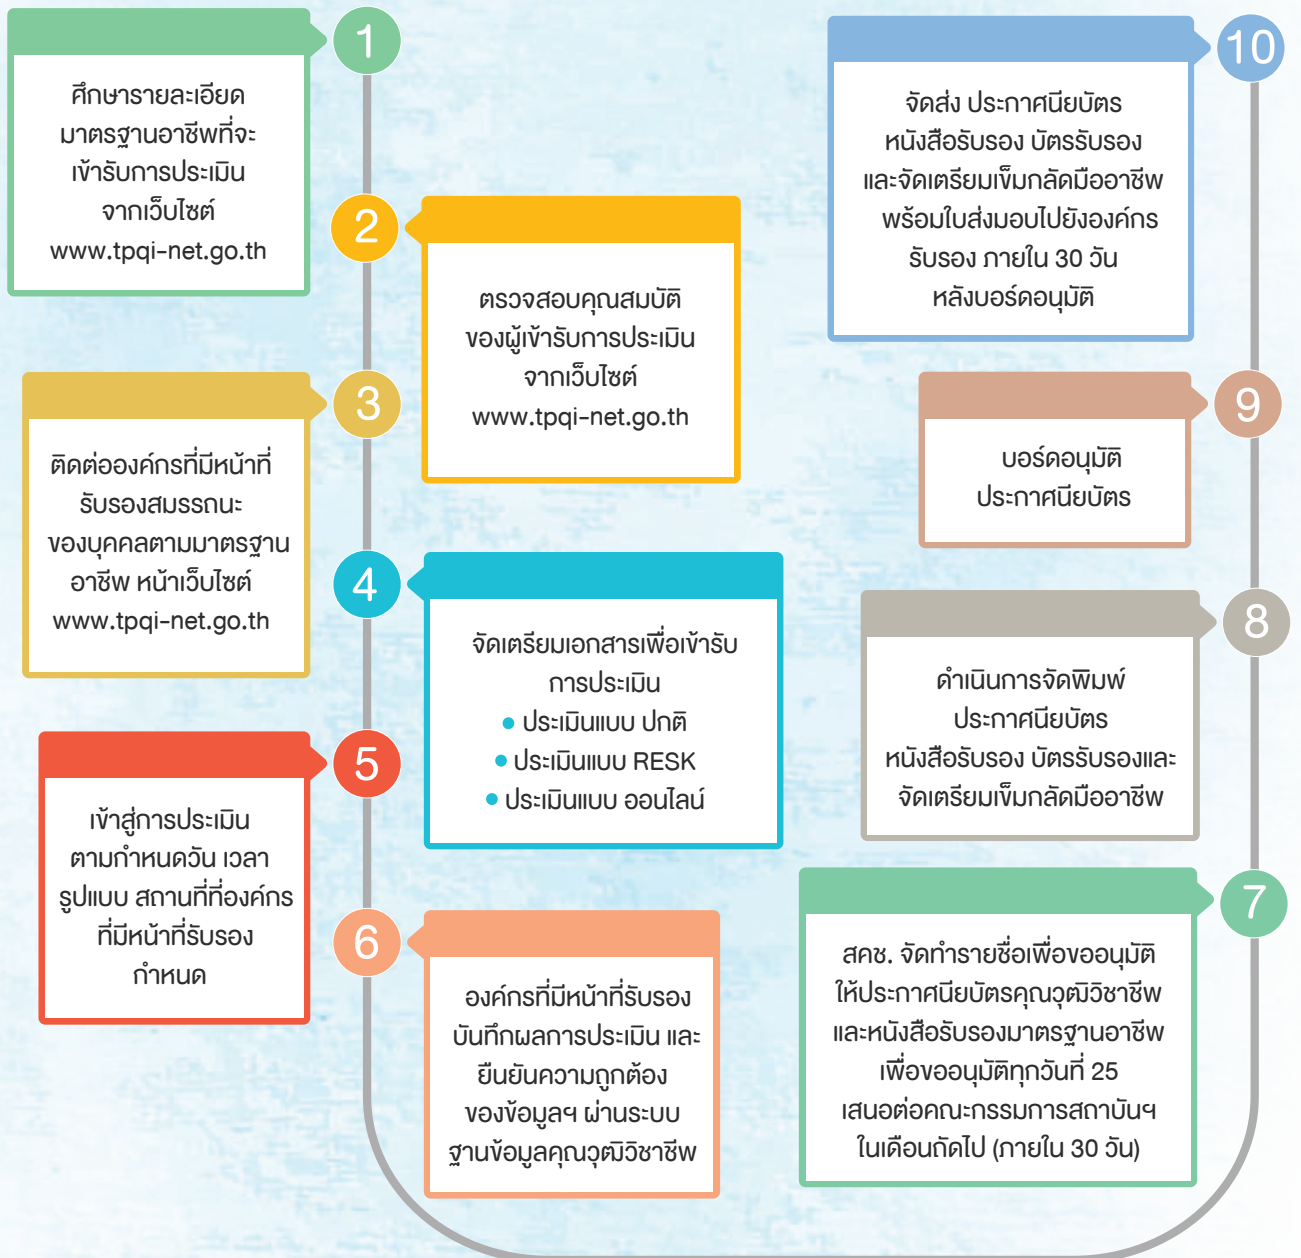 1
ศึกษารายละเอียด
มาตรฐานอาชีพที่จะ
เข้ารับการประเมิน
จากเว็บไซต์
www.tpqi-net.go.th
2
ตรวจสอบคุณสมบัติ
ของผู้เข้ารับการประเมิน
จากเว็บไซต์
www.tpqi-net.go.th
3
ติดต่อองค์กรที่มีหน้าที่
รับรองสมรรถนะ
ของบุคคลตามมาตรฐาน
อาชีพ หน้าเว็บไซต์
www.tpqi-net.go.th
4
จัดเตรียมเอกสารเพื่อเข้ารับ
การประเมิน
• ประเมินแบบ ปกติ
• ประเมินแบบ RESK
• ประเมินแบบ ออนไลน์
5
เข้าสู่การประเมิน
ตามกำหนดวัน เวลา
รูปแบบ สถานที่ที่องค์กร
ที่มีหน้าที่รับรอง
กำหนด
6
องค์กรที่มีหน้าที่รับรอง
บันทึกผลการประเมิน และ
ยืนยันความถูกต้อง
ของข้อมูลฯ ผ่านระบบ
ฐานข้อมูลคุณวุฒิวิชาชีพ
7
สคช. จัดทำรายชื่อเพื่อขออนุมัติ
ให้ประกาศนียบัตรคุณวุฒิวิชาชีพ
และหนังสือรับรองมาตรฐานอาชีพ
เพื่อขออนุมัติทุกวันที่ 25
เสนอต่อคณะกรรมการสถาบันฯ
ในเดือนถัดไป (ภายใน 30 วัน)
8
ดำเนินการจัดพิมพ์
ประกาศนียบัตร
หนังสือรับรอง บัตรรับรองและ
จัดเตรียมเข็มกลัดมืออาชีพ
9
บอร์ดอนุมัติ
ประกาศนียบัตร
10
จัดส่ง ประกาศนียบัตร
หนังสือรับรอง บัตรรับรอง
และจัดเตรียมเข็มกลัดมืออาชีพ
พร้อมใบส่งมอบไปยังองค์กร
รับรอง ภายใน 30 วัน
หลังบอร์ดอนุมัติ